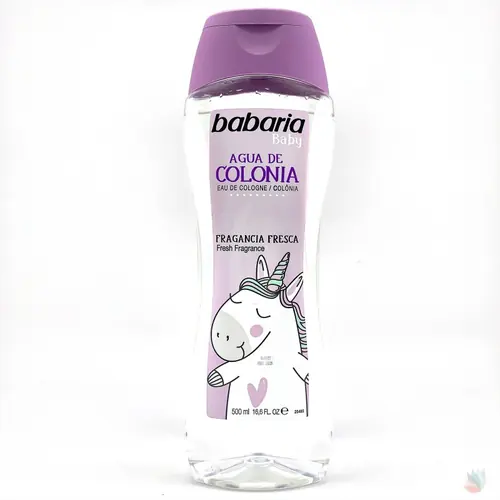 babaria
Baby
AGUA DE
COLONIA
EAU DE COLOGNE / COLÔNIA
FRAGANCIA FRESCA
Fresh Fragrance
500 ml 16,6 FL. OZ ℮